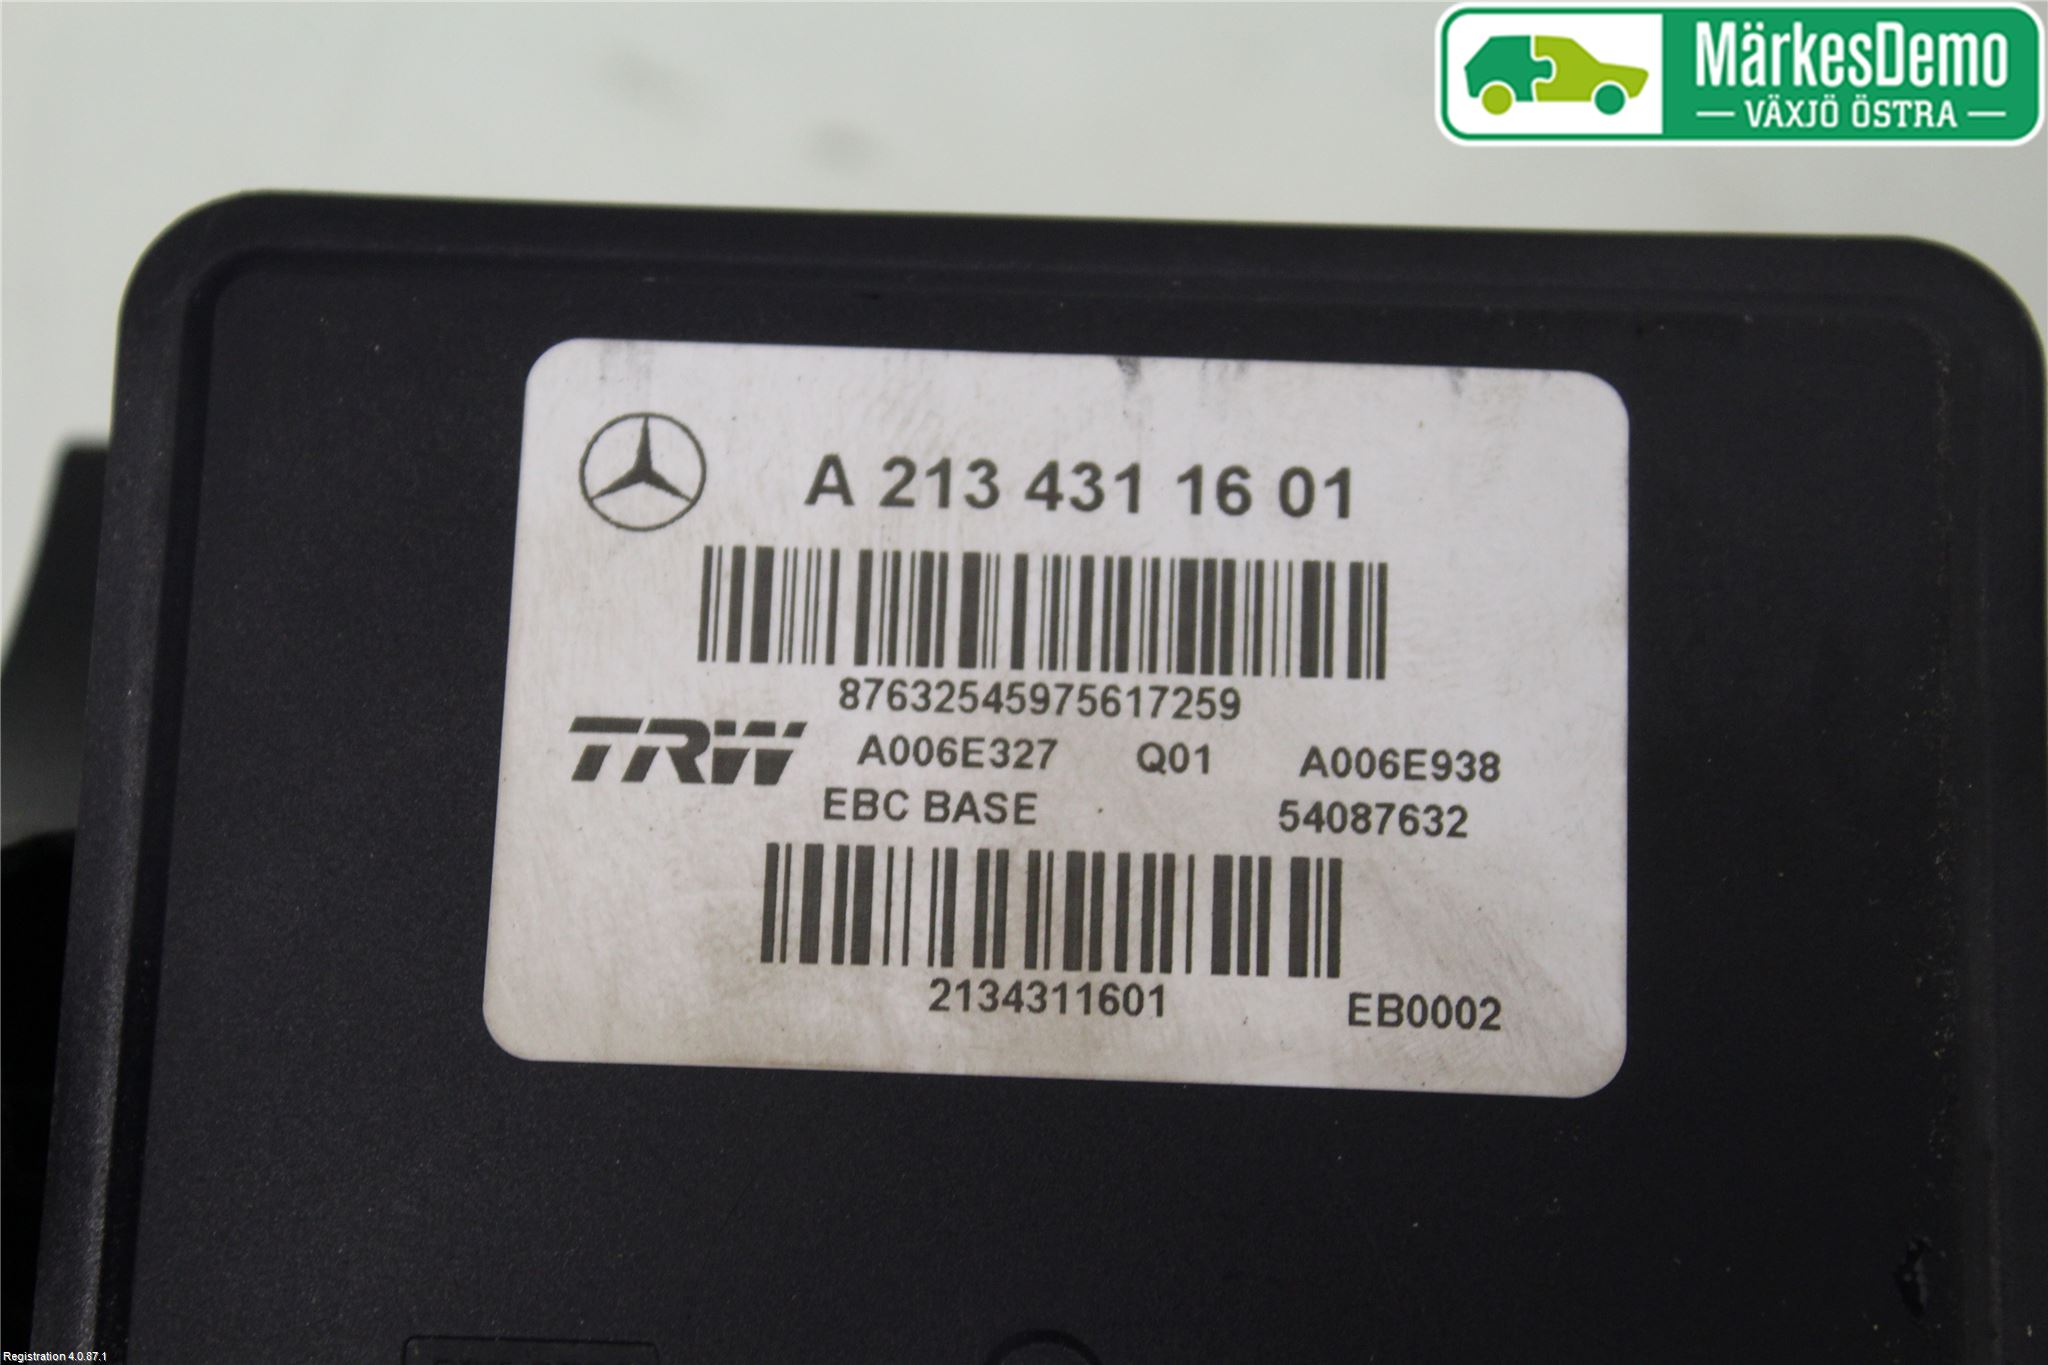 MärkesDemo
VÄXJÖ ÖSTRA
A 213 431 16 01
87632545975617259
TRW A006E327 Q01 A006E938
EBC BASE 54087632
2134311601 EB0002
Registration 4.0.87.1